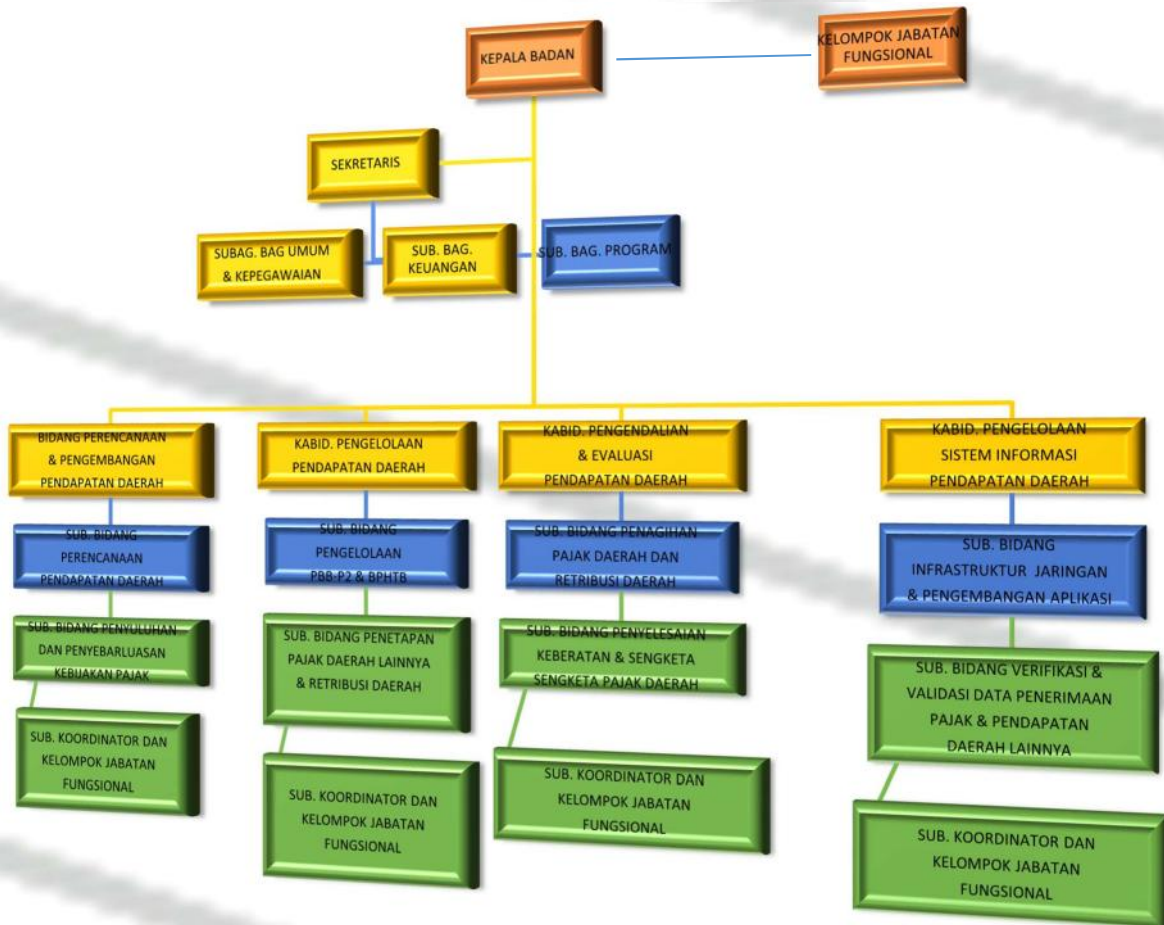 KEPALA BADAN
KELOMPOK JABATAN
FUNGSIONAL
SEKRETARIS
SUBAG. BAG UMUM
& KEPEGAWAIAN
SUB. BAG.
KEUANGAN
SUB. BAG. PROGRAM
BIDANG PERENCANAAN
& PENGEMBANGAN
PENDAPATAN DAERAH
KABID. PENGELOLAAN
PENDAPATAN DAERAH
KABID. PENGENDALIAN
& EVALUASI
PENDAPATAN DAERAH
KABID. PENGELOLAAN
SISTEM INFORMASI
PENDAPATAN DAERAH
SUB. BIDANG
PERENCANAAN
PENDAPATAN DAERAH
SUB. BIDANG
PENGELOLAAN
PBB-P2 & BPHTB
SUB. BIDANG PENAGIHAN
PAJAK DAERAH DAN
RETRIBUSI DAERAH
SUB. BIDANG
INFRASTRUKTUR JARINGAN
& PENGEMBANGAN APLIKASI
SUB. BIDANG PENYULUHAN
DAN PENYEBARLUASAN
KEBIJAKAN PAJAK
SUB. BIDANG PENETAPAN
PAJAK DAERAH LAINNYA
& RETRIBUSI DAERAH
SUB. BIDANG PENYELESAIAN
KEBERATAN & SENGKETA
SENGKETA PAJAK DAERAH
SUB. BIDANG VERIFIKASI &
VALIDASI DATA PENERIMAAN
PAJAK & PENDAPATAN
DAERAH LAINNYA
SUB. KOORDINATOR DAN
KELOMPOK JABATAN
FUNGSIONAL
SUB. KOORDINATOR DAN
KELOMPOK JABATAN
FUNGSIONAL
SUB. KOORDINATOR DAN
KELOMPOK JABATAN
FUNGSIONAL
SUB. KOORDINATOR DAN
KELOMPOK JABATAN
FUNGSIONAL